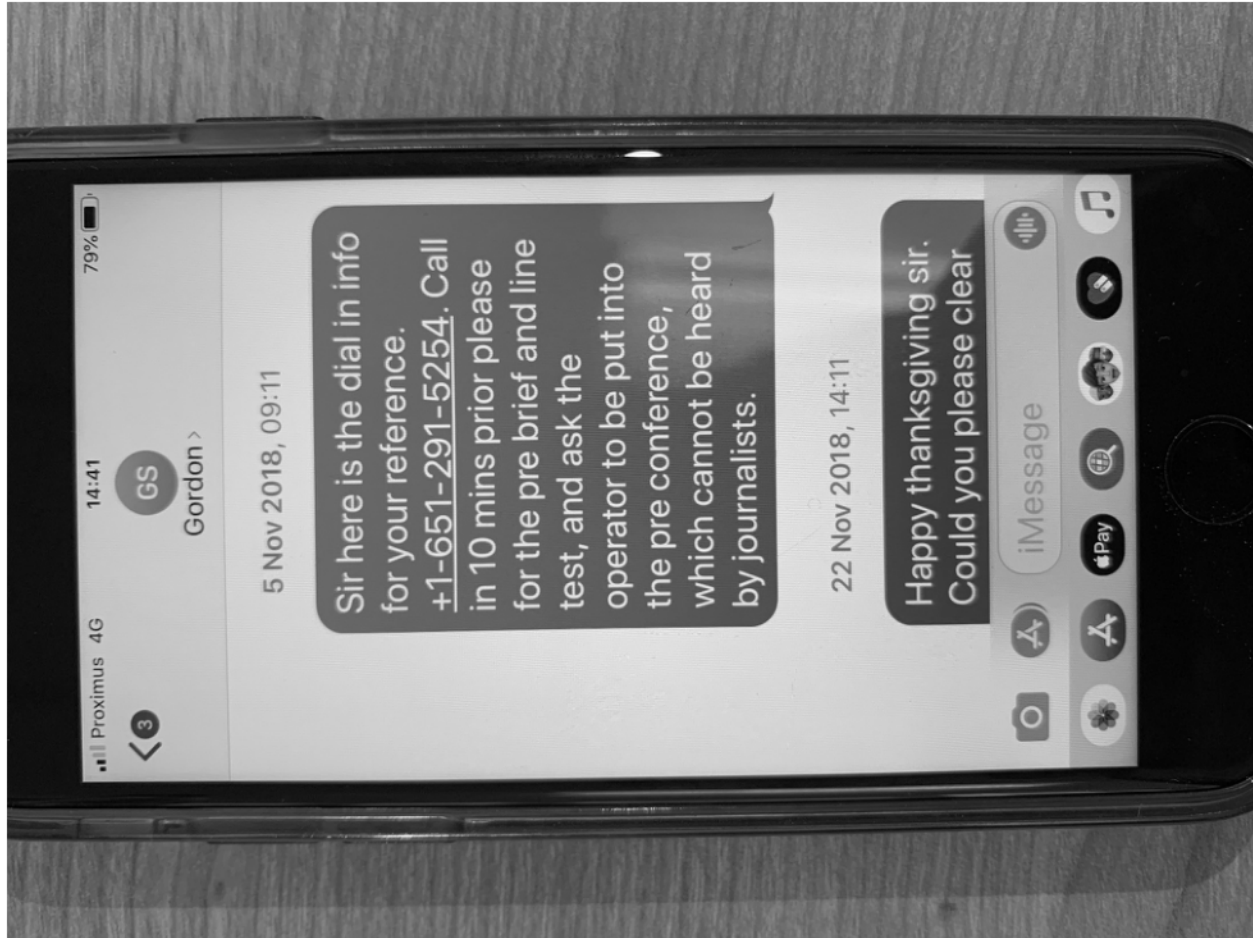 Proximus 4G 14:41 79%
3
GS
Gordon >
5 Nov 2018, 09:11
Sir here is the dial in info
for your reference.
+1-651-291-5254. Call
in 10 mins prior please
for the pre brief and line
test, and ask the
operator to be put into
the pre conference,
which cannot be heard
by journalists.
22 Nov 2018, 14:11
Happy thanksgiving sir.
Could you please clear
iMessage
Pay